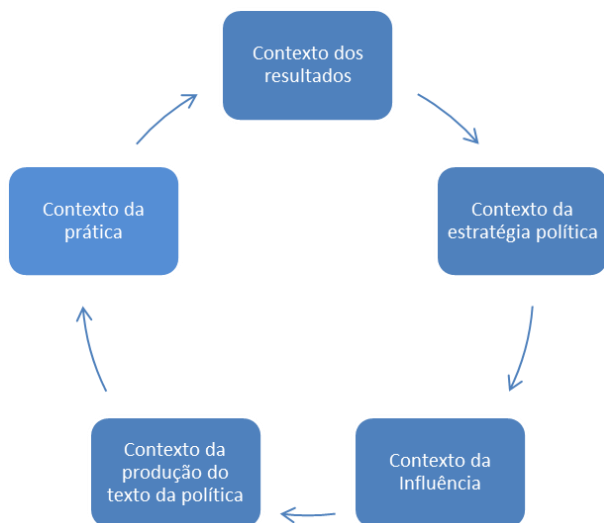 Contexto dos
resultados
Contexto da
estratégia política
Contexto da
Influência
Contexto da
produção do
texto da política
Contexto da
prática